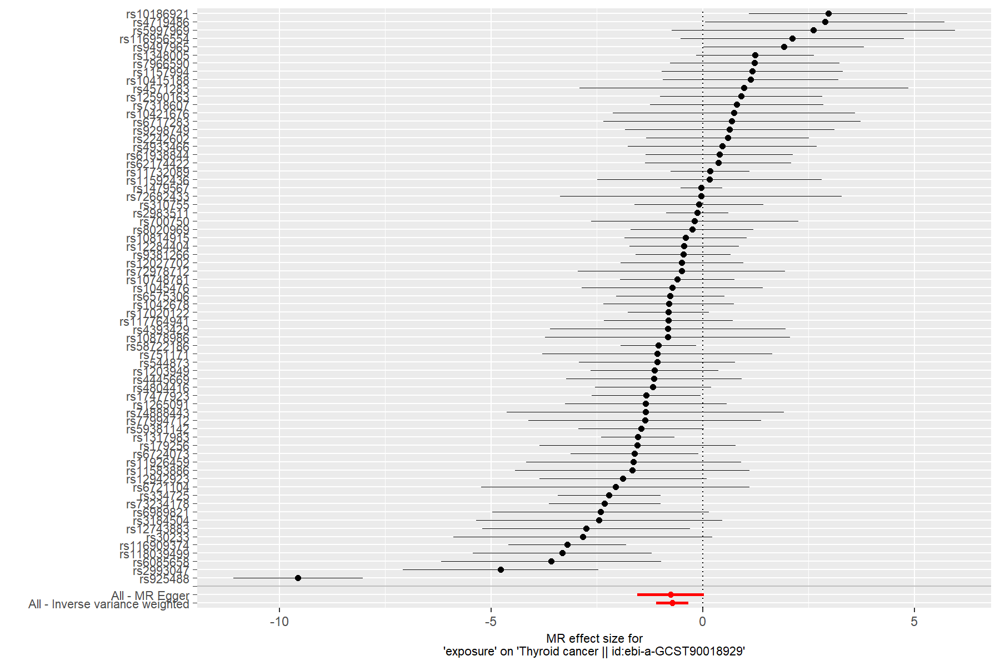 rs10186921
rs4719486
rs5997969
rs116956554
rs9497965
rs1348005
rs7966590
rs1157994
rs10415188
rs4571283
rs12590163
rs7318607
rs10421676
rs6717283
rs9298749
rs2242602
rs4933466
rs61938844
rs62174422
rs11732089
rs11592436
rs1479567
rs72682433
rs310755
rs2983511
rs700750
rs8020969
rs10814915
rs12284404
rs9381266
rs12027702
rs72978712
rs10748781
rs1045476
rs6575306
rs1042678
rs17020122
rs117764941
rs4393429
rs10878986
rs58722186
rs751171
rs544873
rs1203949
rs4445669
rs4804416
rs17477923
rs1265091
rs74888443
rs77994712
rs59381142
rs1317983
rs179256
rs6724073
rs11926459
rs11583886
rs12942923
rs6721104
rs334725
rs73234178
rs6989821
rs3184504
rs12743883
rs30233
rs116909374
rs118039499
rs6085658
rs2993047
rs925488
All - MR Egger
All - Inverse variance weighted
-10 -5 0 5
MR effect size for
'exposure' on 'Thyroid cancer || id:ebi-a-GCST90018929'